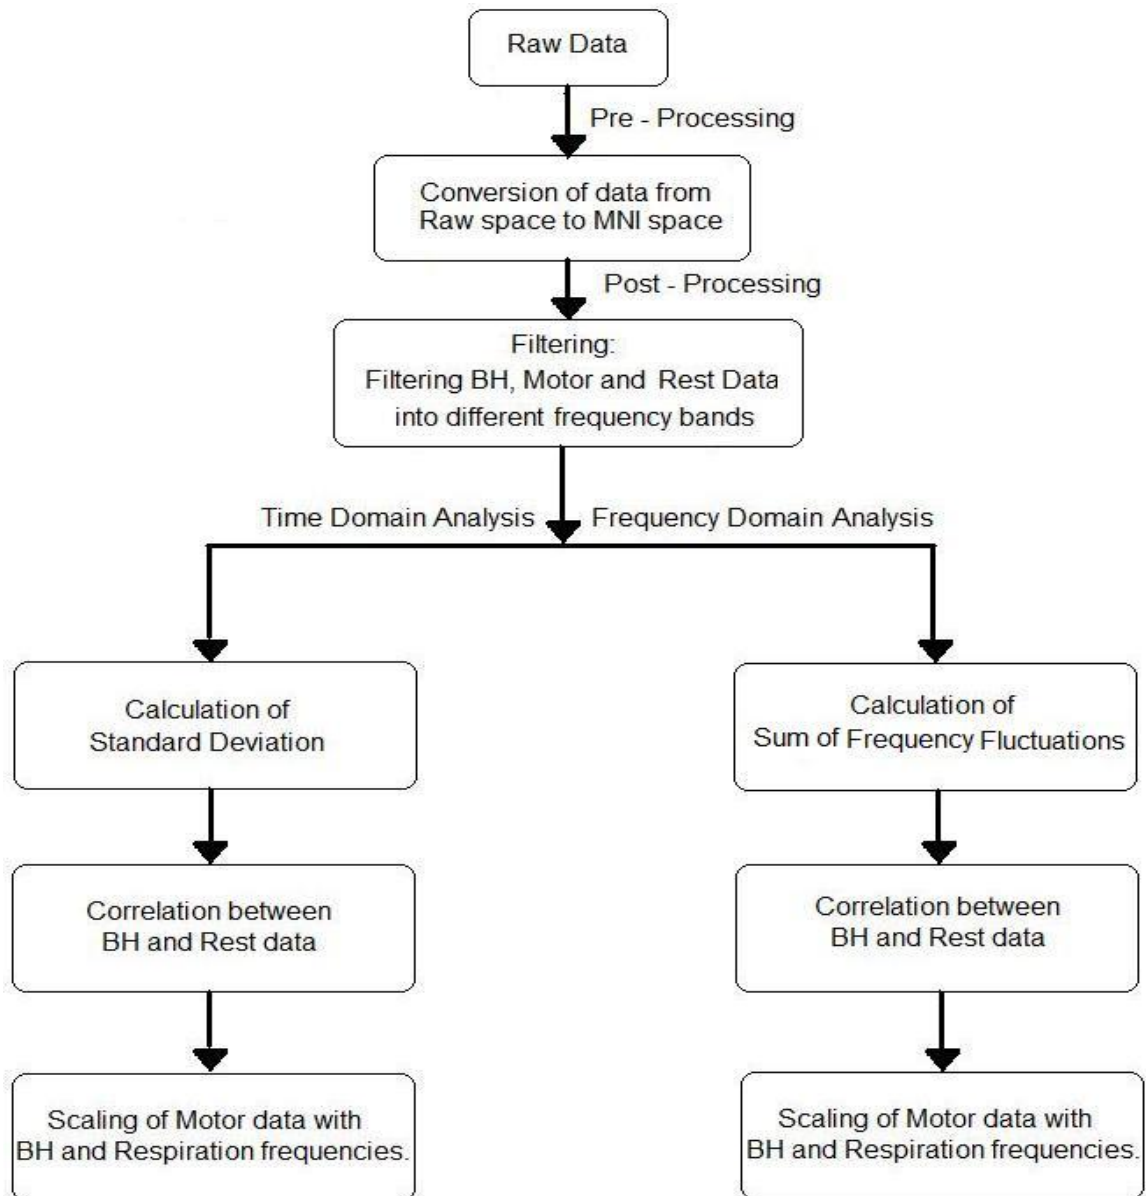 Raw Data
Pre - Processing
Conversion of data from
Raw space to MNI space
Post - Processing
Filtering:
Filtering BH, Motor and Rest Data
into different frequency bands
Time Domain Analysis
Frequency Domain Analysis
Calculation of
Standard Deviation
Calculation of
Sum of Frequency Fluctuations
Correlation between
BH and Rest data
Correlation between
BH and Rest data
Scaling of Motor data with
BH and Respiration frequencies.
Scaling of Motor data with
BH and Respiration frequencies.